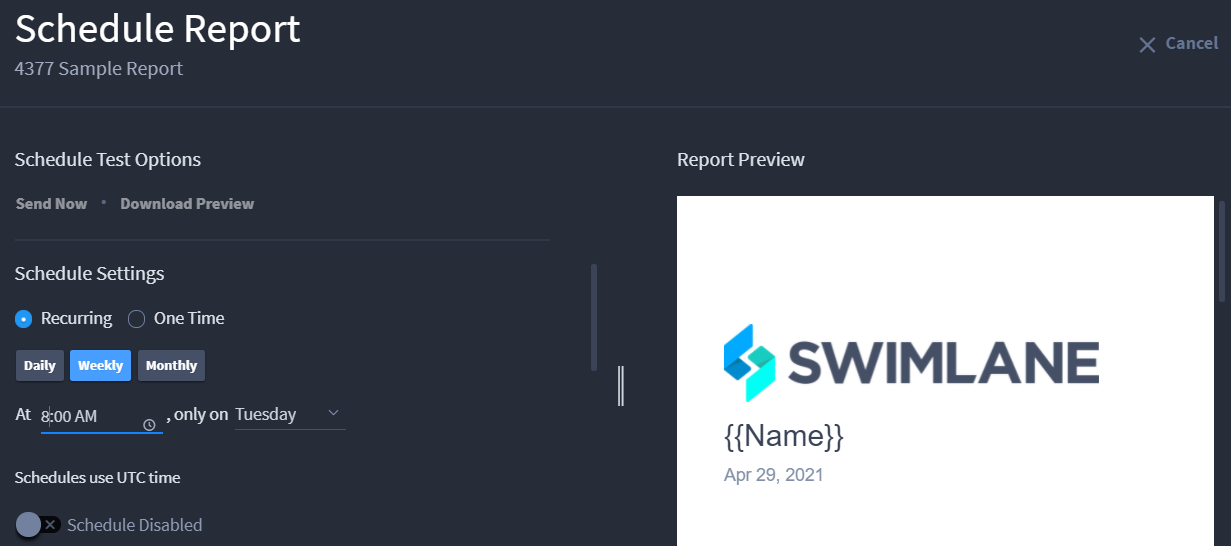 Schedule Report
4377 Sample Report
Cancel
Schedule Test Options
Send Now • Download Preview
Schedule Settings
Recurring One Time
Daily Weekly Monthly
At 8:00 AM , only on Tuesday
Schedules use UTC time
Schedule Disabled
Report Preview
SWIMLANE
{{Name}}
Apr 29, 2021